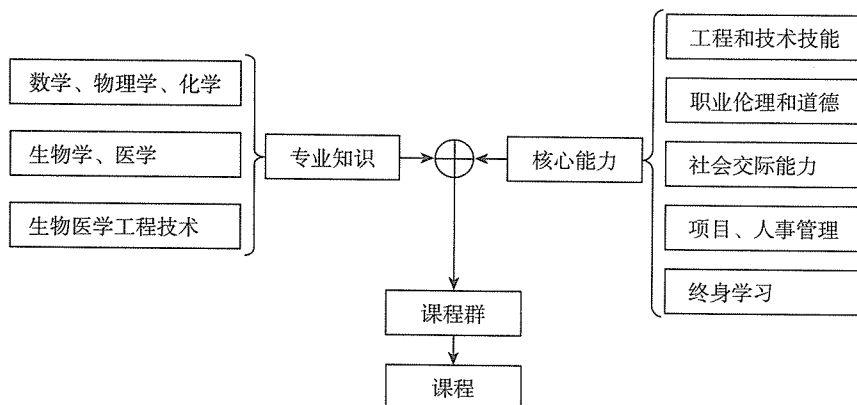 数学、物理学、化学
生物学、医学
生物医学工程技术
专业知识
核心能力
工程和技术技能
职业伦理和道德
社会交际能力
项目、人事管理
终身学习
课程群
课程